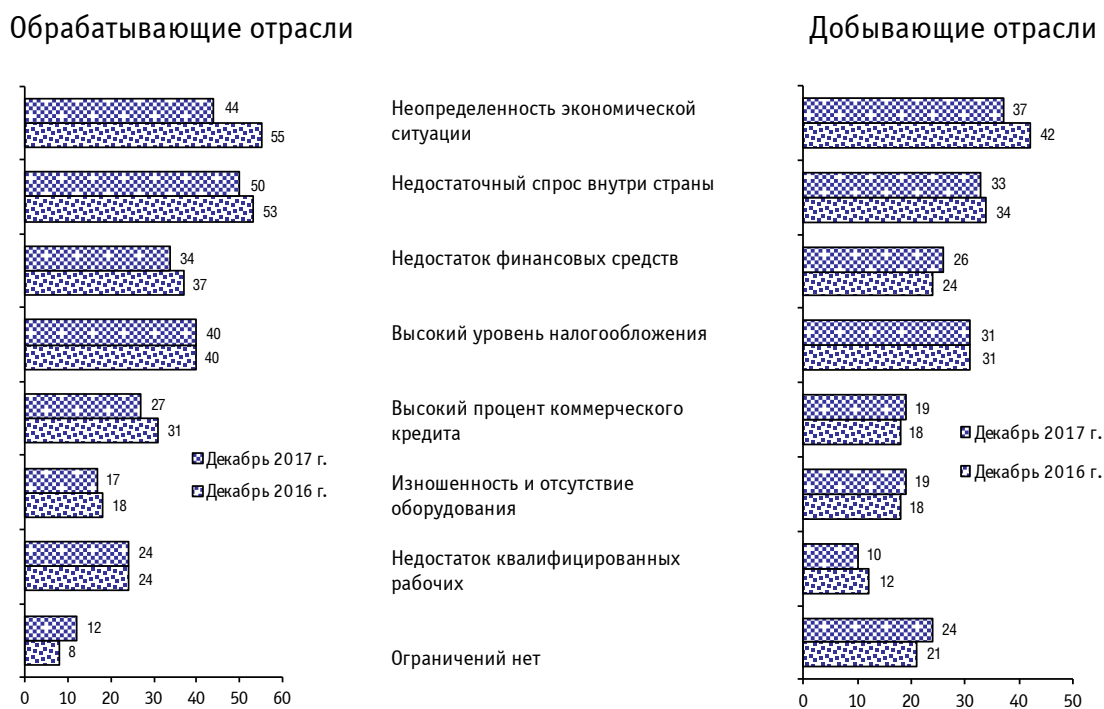 Обрабатывающие отрасли
Добывающие отрасли
44
55
Неопределенность экономической
ситуации
37
42
50
53
Недостаточный спрос внутри страны
33
34
34
37
Недостаток финансовых средств
26
24
40
40
Высокий уровень налогообложения
31
31
27
31
Высокий процент коммерческого
кредита
19
18
Декабрь 2017 г.
Декабрь 2016 г.
Декабрь 2017 г.
Декабрь 2016 г.
17
18
Изношенность и отсутствие
оборудования
19
18
24
24
Недостаток квалифицированных
рабочих
10
12
12
8
Ограничений нет
24
21
0 10 20 30 40 50 60
0 10 20 30 40 50